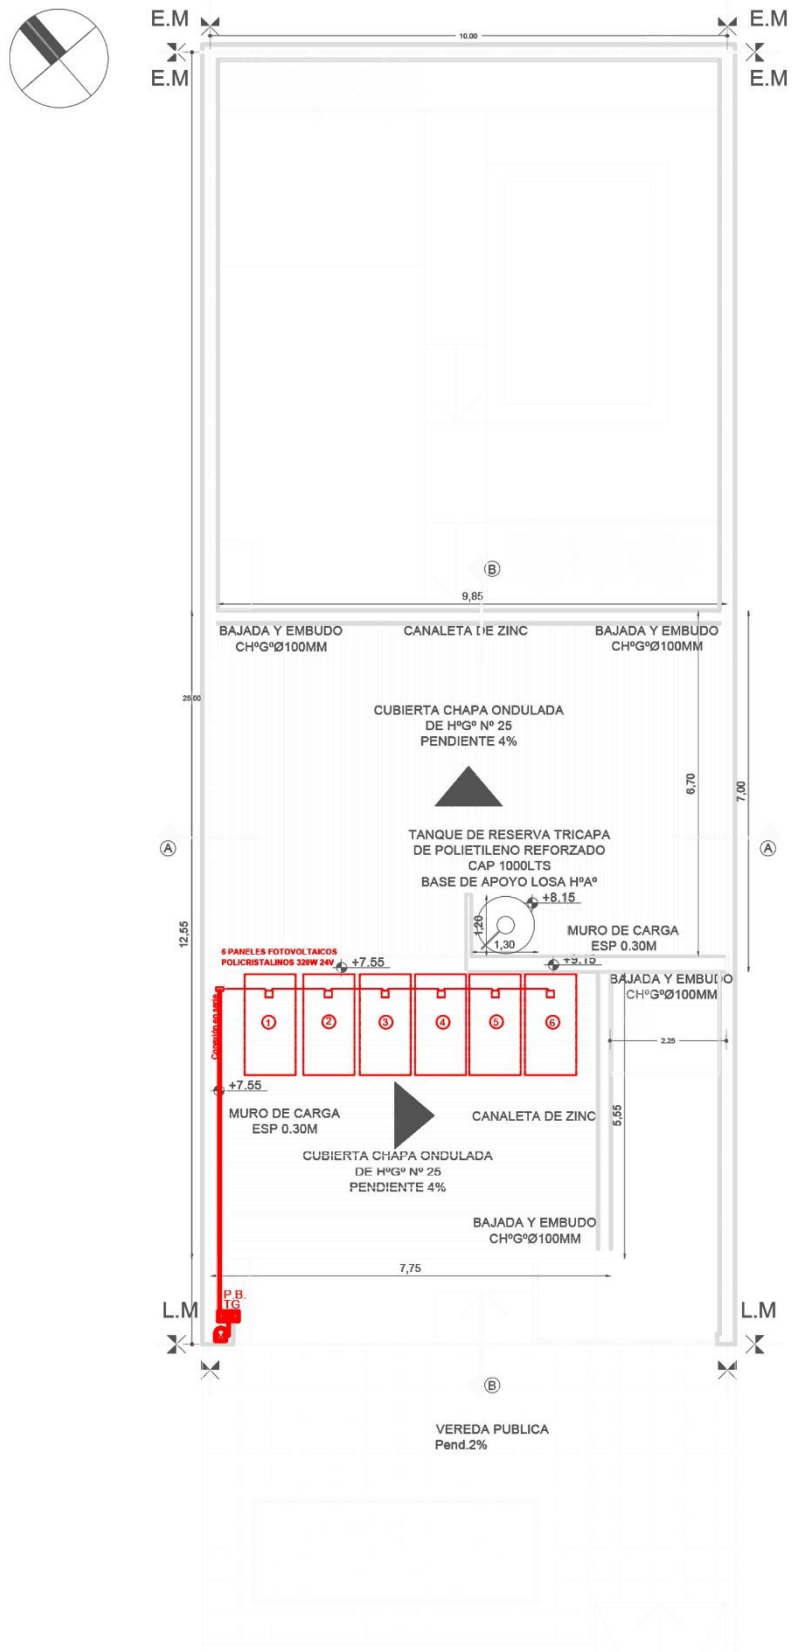 E.M
E.M
10.00
E.M
E.M
B
9,85
BAJADA Y EMBUDO
CHºGºØ100MM
CANALETA DE ZINC
BAJADA Y EMBUDO
CHºGºØ100MM
25.00
CUBIERTA CHAPA ONDULADA
DE HºGº Nº 25
PENDIENTE 4%
6,70
7,00
A
A
TANQUE DE RESERVA TRICAPA
DE POLIETILENO REFORZADO
CAP 1000LTS
BASE DE APOYO LOSA HºAº
+8.15
1,20
1,30
MURO DE CARGA
ESP 0.30M
12,55
6 PANELES FOTOVOLTAICOS
POLICRISTALINOS 320W 24V
+7.55
+9.15
BAJADA Y EMBUDO
CHºGºØ100MM
Conexión en serie
1
2
3
4
5
6
2.25
+7.55
MURO DE CARGA
ESP 0.30M
CANALETA DE ZINC
5,55
CUBIERTA CHAPA ONDULADA
DE HºGº Nº 25
PENDIENTE 4%
BAJADA Y EMBUDO
CHºGºØ100MM
7,75
P.B.
TG
L.M
L.M
B
VEREDA PUBLICA
Pend.2%